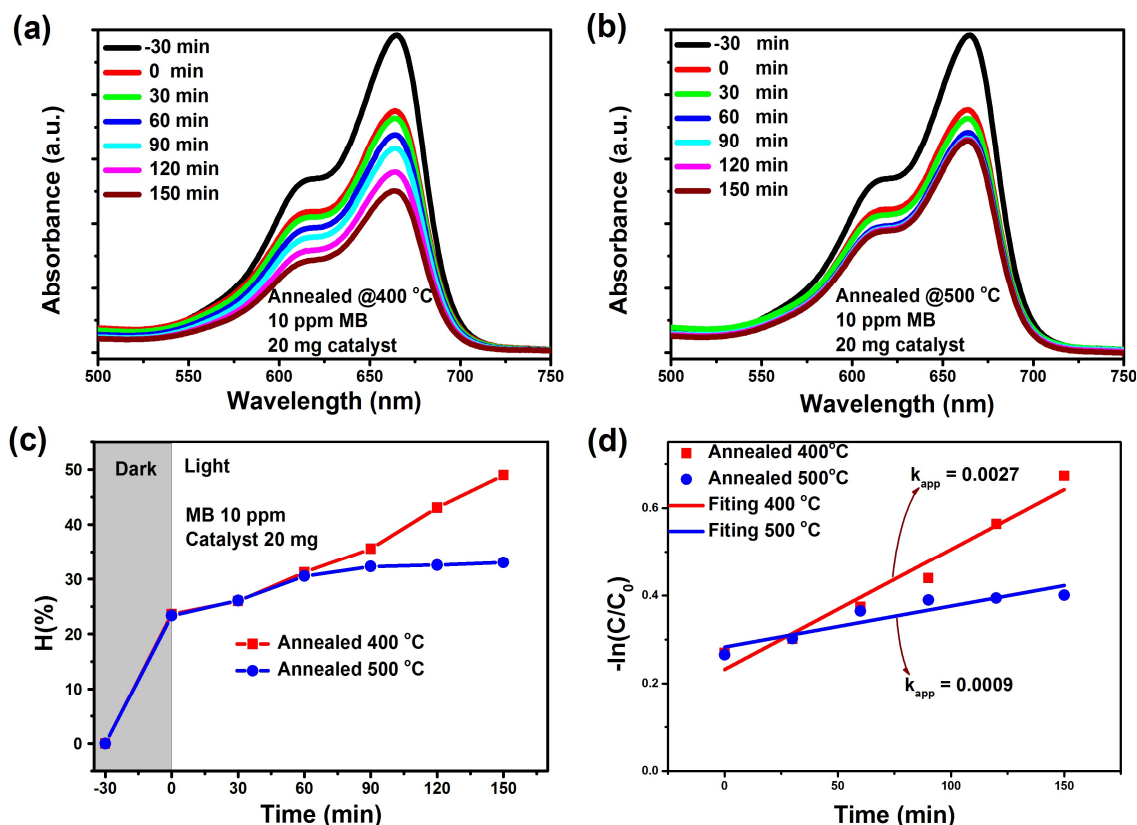 (a)
-30 min
0 min
30 min
60 min
90 min
120 min
150 min
Annealed @400 °C
10 ppm MB
20 mg catalyst
Absorbance (a.u.)
500 550 600 650 700 750
Wavelength (nm)
(b)
-30 min
0 min
30 min
60 min
90 min
120 min
150 min
Annealed @500 °C
10 ppm MB
20 mg catalyst
Absorbance (a.u.)
500 550 600 650 700 750
Wavelength (nm)
(c)
Dark Light
MB 10 ppm
Catalyst 20 mg
Annealed 400 °C
Annealed 500 °C
H(%)
50
40
30
20
10
0
-30 0 30 60 90 120 150
Time (min)
(d)
Annealed 400°C
Annealed 500°C
Fiting 400 °C
Fiting 500 °C
kapp = 0.0027
kapp = 0.0009
-ln(C/C0)
0.6
0.4
0.2
0.0
0 50 100 150
Time (min)